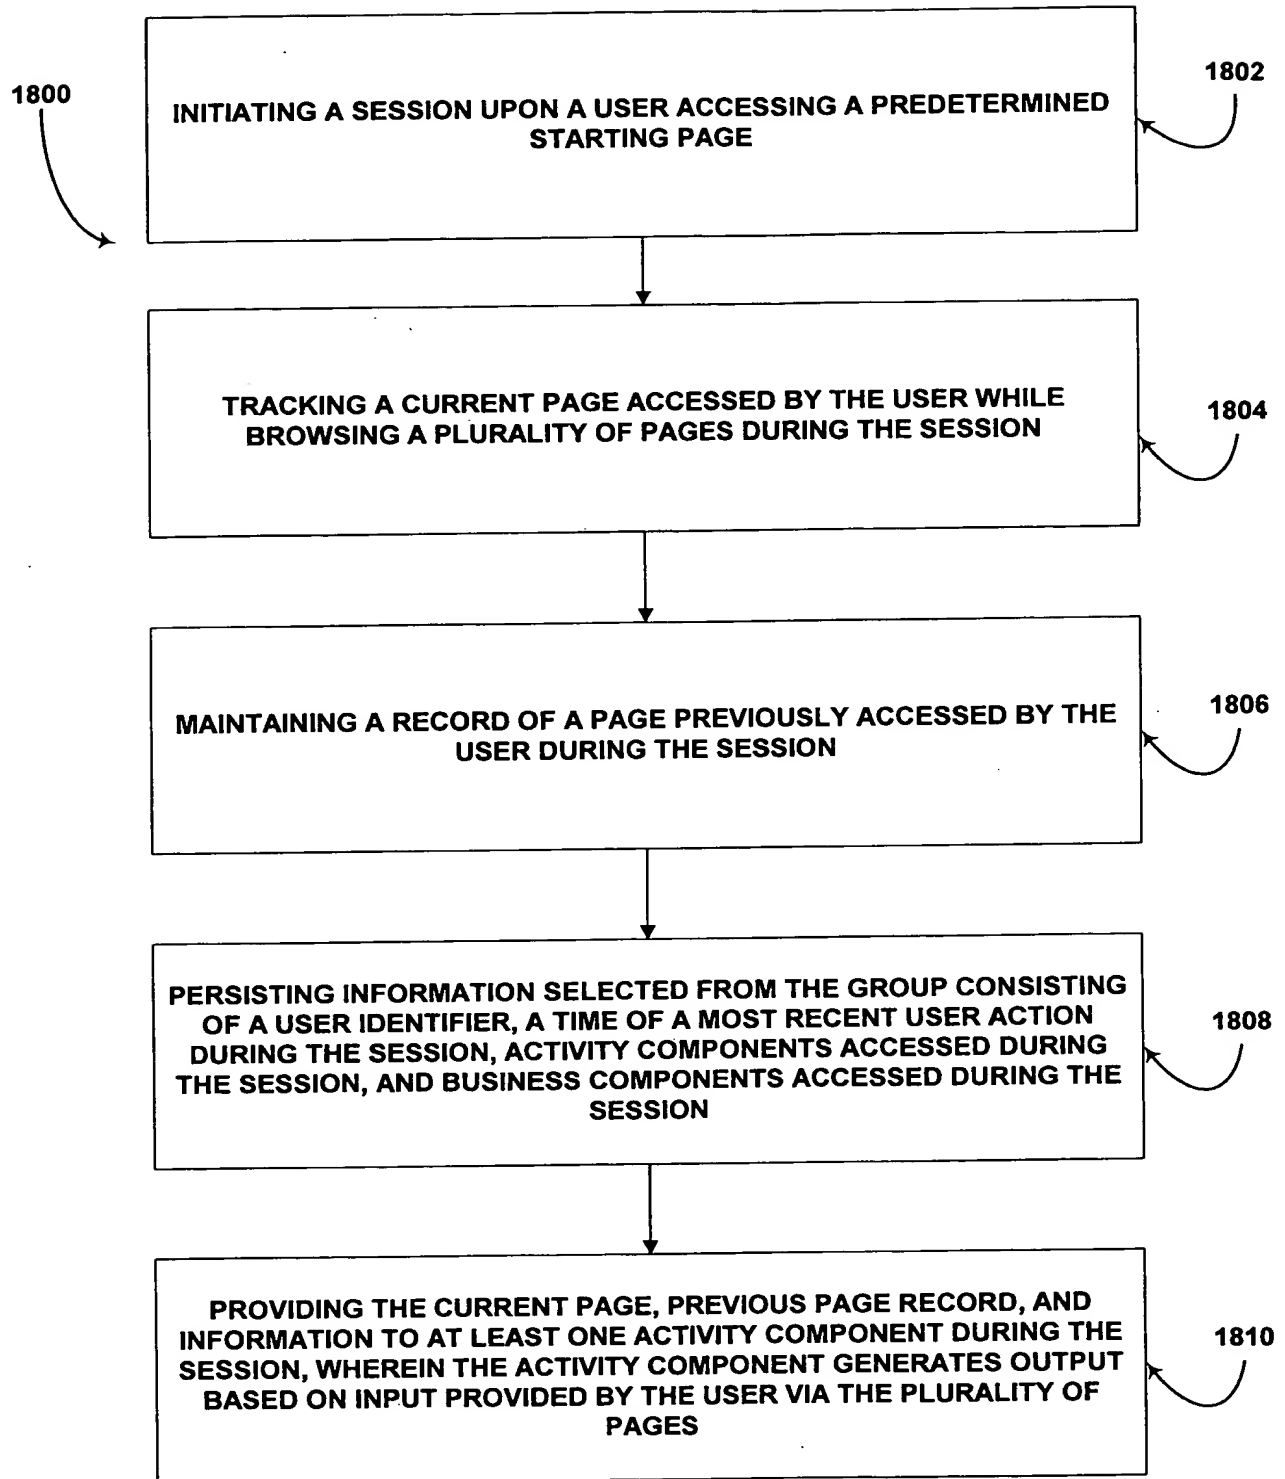 1800
1802
INITIATING A SESSION UPON A USER ACCESSING A PREDETERMINED
STARTING PAGE
TRACKING A CURRENT PAGE ACCESSED BY THE USER WHILE
BROWSING A PLURALITY OF PAGES DURING THE SESSION
1804
MAINTAINING A RECORD OF A PAGE PREVIOUSLY ACCESSED BY THE
USER DURING THE SESSION
1806
PERSISTING INFORMATION SELECTED FROM THE GROUP CONSISTING
OF A USER IDENTIFIER, A TIME OF A MOST RECENT USER ACTION
DURING THE SESSION, ACTIVITY COMPONENTS ACCESSED DURING
THE SESSION, AND BUSINESS COMPONENTS ACCESSED DURING THE
SESSION
1808
PROVIDING THE CURRENT PAGE, PREVIOUS PAGE RECORD, AND
INFORMATION TO AT LEAST ONE ACTIVITY COMPONENT DURING THE
SESSION, WHEREIN THE ACTIVITY COMPONENT GENERATES OUTPUT
BASED ON INPUT PROVIDED BY THE USER VIA THE PLURALITY OF
PAGES
1810